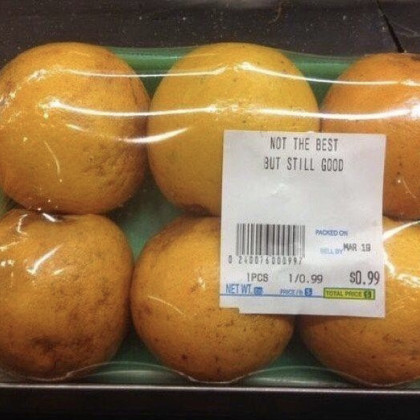 NOT THE BEST
BUT STILL GOOD
PACKED ON
SELL BY MAR.19
1PCS 1/0.99 $0.99
NET WT. PRICE/lb $ TOTAL PRICE $